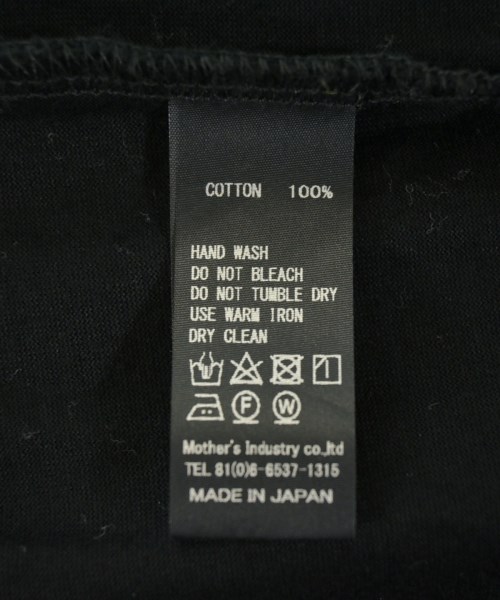 COTTON 100%
HAND WASH
DO NOT BLEACH
DO NOT TUMBLE DRY
USE WARM IRON
DRY CLEAN
F W
Mother's Industry co.,ltd
TEL 81(0)6-6537-1315
MADE IN JAPAN